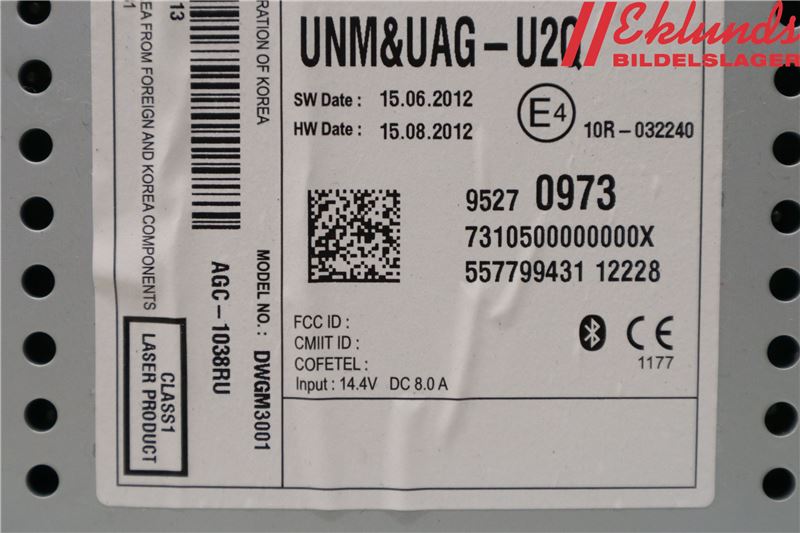 UNM&UAG-U2Q
Eklunds
BILDELSLAGER
SW Date : 15.06.2012
HW Date : 15.08.2012
E4
10R-032240
9527 0973
7310500000000X
557799431 12228
FCC ID :
CMIIT ID :
COFETEL :
Input : 14.4V DC 8.0 A
CE
1177
13
AGC-1038RU
MODEL NO.: DWGM3001
RATION OF KOREA
EA FROM FOREIGN AND KOREA COMPONENTS
CLASS1
LASER PRODUCT